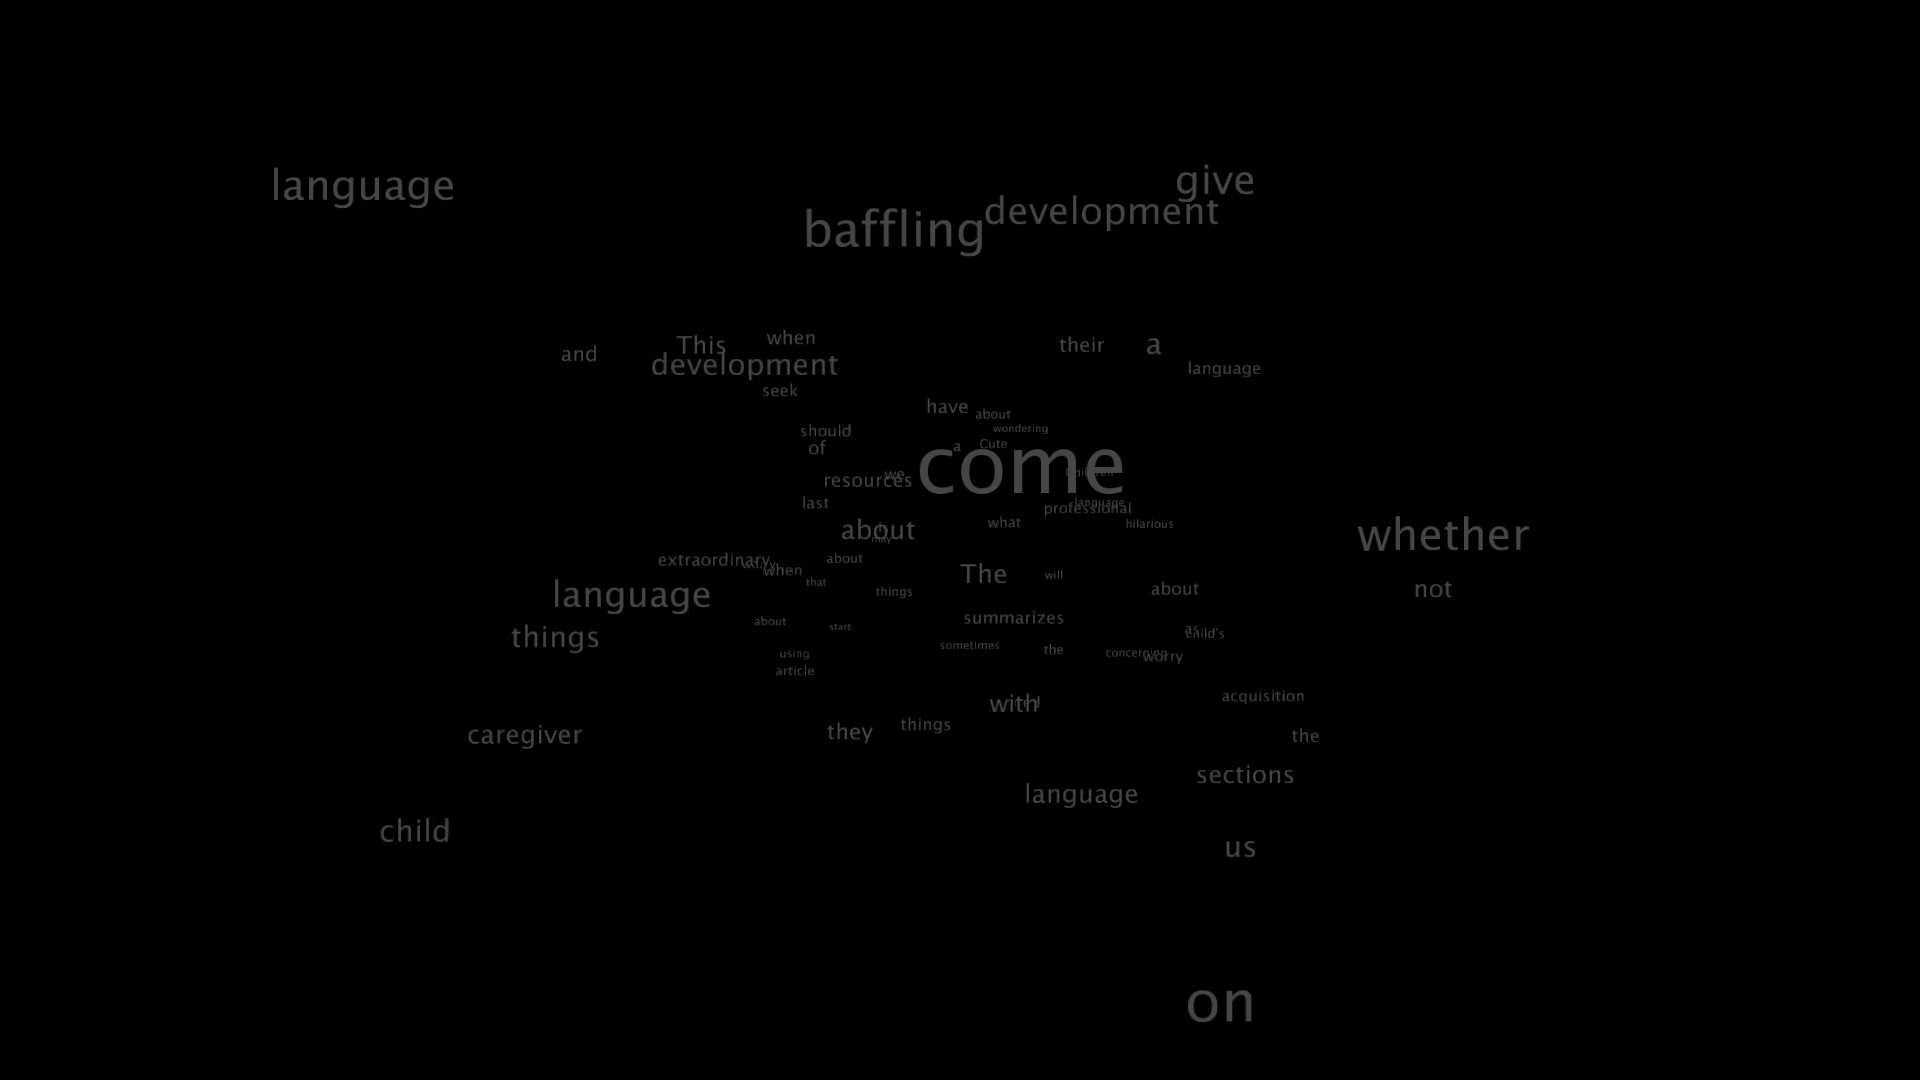 language
give
development
baffling
This when
their a
and
development
language
seek
have
about
wondering
should
a Cute
of
come
we
resources
last
language
professional
what
hilarious
about
whether
may
extraordinary
about
worry
when
The
will
that
not
language
things
about
summarizes
about
start
as
child's
things
sometimes
the
using
concerning
worry
article
acquisition
with
things
they
caregiver
the
sections
language
child
us
on